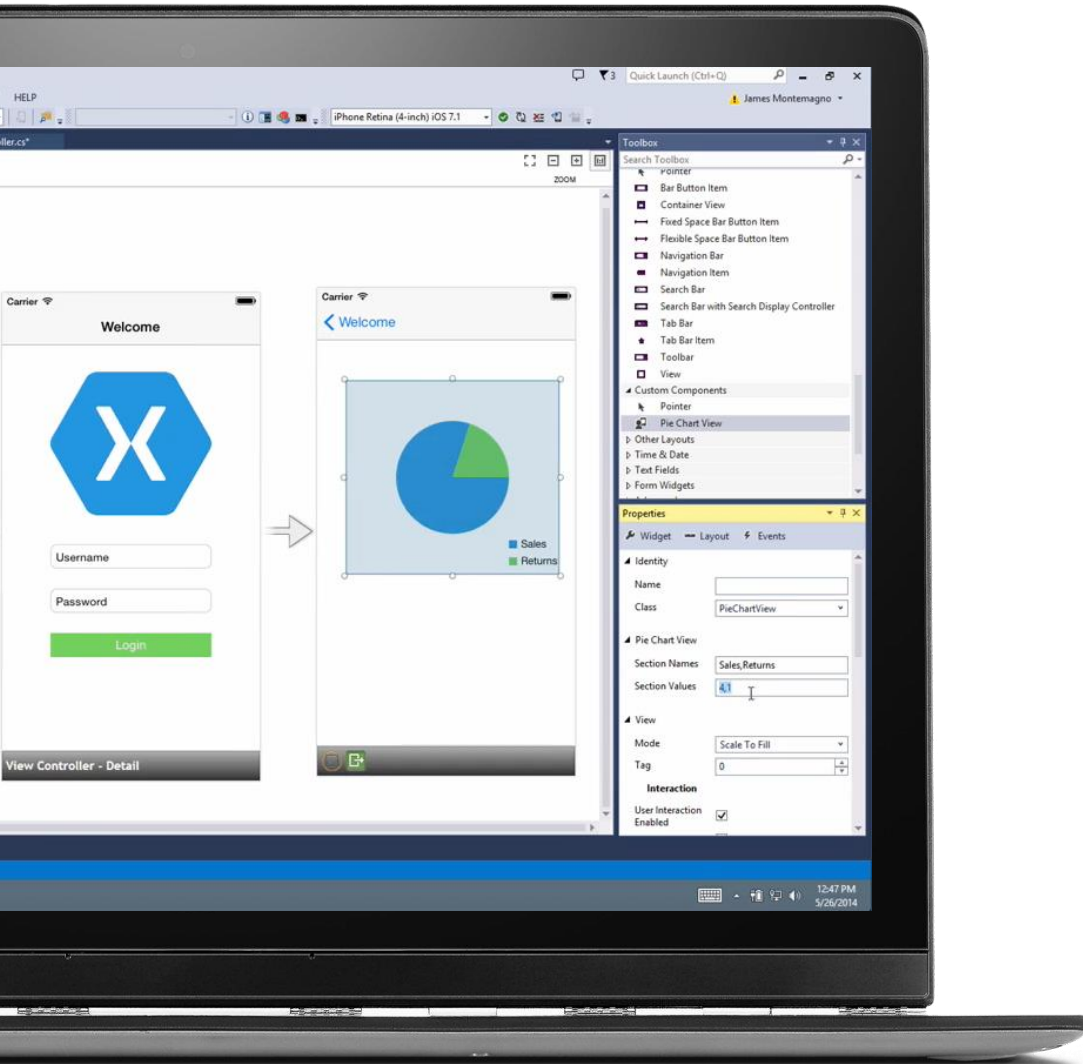 3 Quick Launch (Ctrl+Q)
HELP
James Montemagno
iPhone Retina (4-inch) iOS 7.1
ller.cs*
ZOOM
Carrier
Welcome
X
Username
Password
Login
View Controller - Detail
Carrier
Welcome
Sales
Returns
Toolbox
Search Toolbox
Pointer
Bar Button Item
Container View
Fixed Space Bar Button Item
Flexible Space Bar Button Item
Navigation Bar
Navigation Item
Search Bar
Search Bar with Search Display Controller
Tab Bar
Tab Bar Item
Toolbar
View
Custom Components
Pointer
Pie Chart View
Other Layouts
Time & Date
Text Fields
Form Widgets
Properties
Widget Layout Events
Identity
Name
Class PieChartView
Pie Chart View
Section Names Sales,Returns
Section Values 4,1
View
Mode Scale To Fill
Tag 0
Interaction
User Interaction
Enabled
12:47 PM
5/26/2014